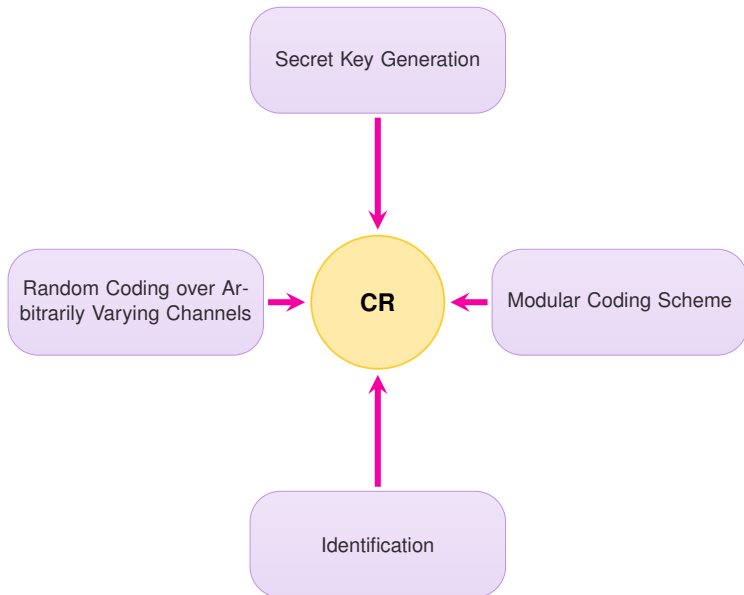 Secret Key Generation
Random Coding over Ar-
bitrarily Varying Channels
CR
Modular Coding Scheme
Identification